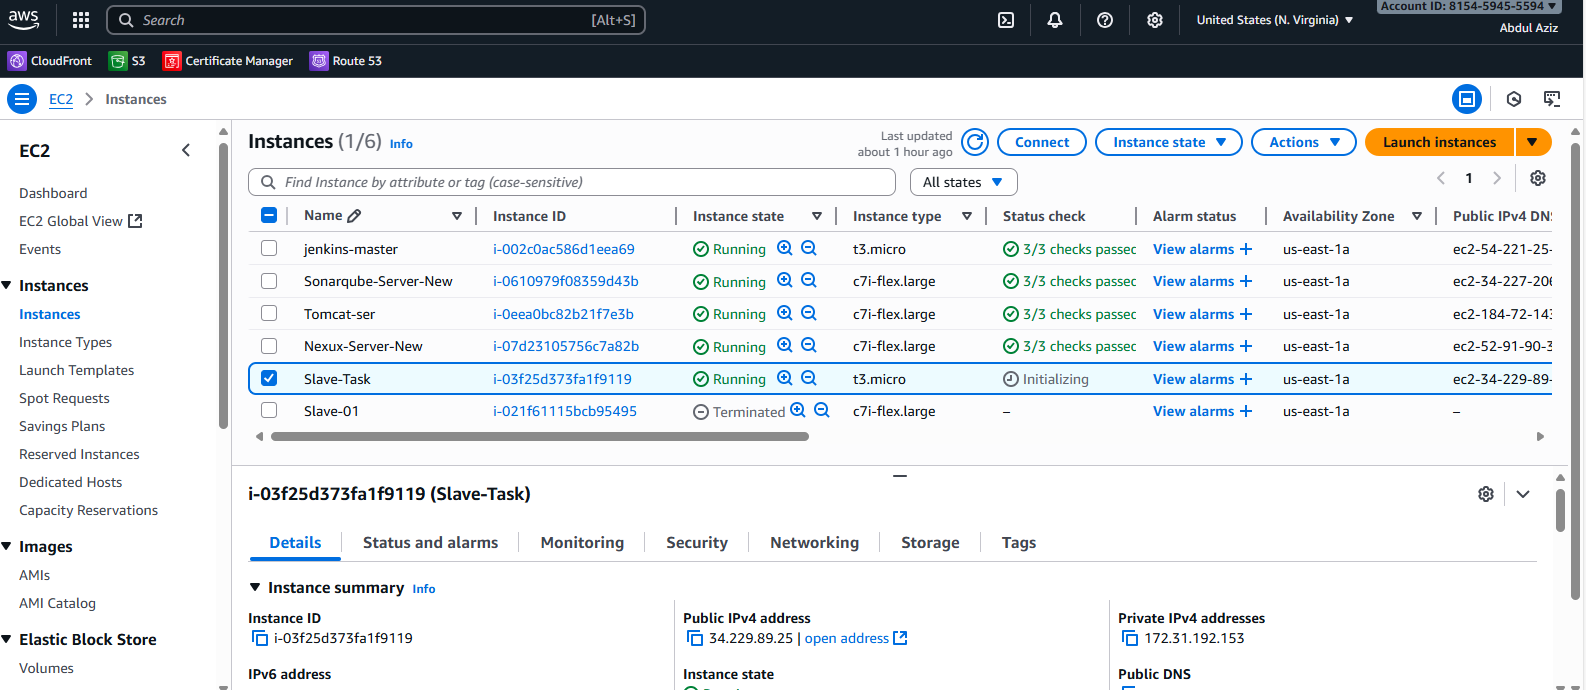 aws
Search [Alt+S]
United States (N. Virginia)
Account ID: 8154-5945-5594
Abdul Aziz
CloudFront S3 Certificate Manager Route 53
EC2 Instances
EC2
Dashboard
EC2 Global View
Events
Instances
Instances
Instance Types
Launch Templates
Spot Requests
Savings Plans
Reserved Instances
Dedicated Hosts
Capacity Reservations
Images
AMIs
AMI Catalog
Elastic Block Store
Volumes
Instances (1/6) Info
Last updated
about 1 hour ago
Connect Instance state Actions Launch instances
Find Instance by attribute or tag (case-sensitive) All states 1
Name Instance ID Instance state Instance type Status check Alarm status Availability Zone Public IPv4 DNS
jenkins-master i-002c0ac586d1eea69 Running t3.micro 3/3 checks passed View alarms + us-east-1a ec2-54-221-25-
Sonarqube-Server-New i-0610979f08359d43b Running c7i-flex.large 3/3 checks passed View alarms + us-east-1a ec2-34-227-206
Tomcat-ser i-0eea0bc82b21f7e3b Running c7i-flex.large 3/3 checks passed View alarms + us-east-1a ec2-184-72-143
Nexux-Server-New i-07d23105756c7a82b Running c7i-flex.large 3/3 checks passed View alarms + us-east-1a ec2-52-91-90-3
Slave-Task i-03f25d373fa1f9119 Running t3.micro Initializing View alarms + us-east-1a ec2-34-229-89-
Slave-01 i-021f61115bcb95495 Terminated c7i-flex.large – View alarms + us-east-1a –
i-03f25d373fa1f9119 (Slave-Task)
Details Status and alarms Monitoring Security Networking Storage Tags
Instance summary Info
Instance ID
i-03f25d373fa1f9119
Public IPv4 address
34.229.89.25 | open address
Private IPv4 addresses
172.31.192.153
IPv6 address
Instance state
Public DNS